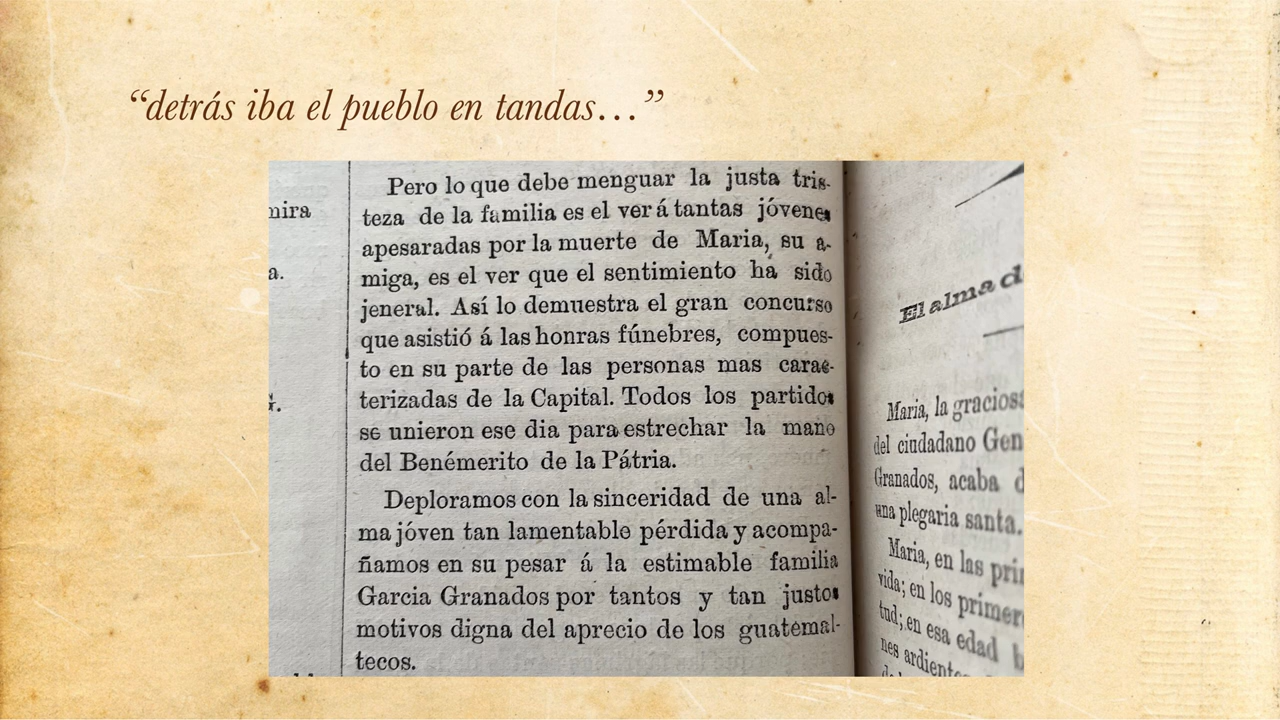 “detrás iba el pueblo en tandas…”
mira
a.
Pero lo que debe menguar la justa tris-
teza de la familia es el ver á tantas jóvenes
apesaradas por la muerte de Maria, su a-
miga, es el ver que el sentimiento ha sido
jeneral. Así lo demuestra el gran concurso
que asistió á las honras fúnebres, compues-
to en su parte de las personas mas carac-
terizadas de la Capital. Todos los partidos
se unieron ese dia para estrechar la mano
del Benémerito de la Pátria.
Deploramos con la sinceridad de una al-
ma jóven tan lamentable pérdida y acompa-
ñamos en su pesar á la estimable familia
Garcia Granados por tantos y tan justos
motivos digna del aprecio de los guatemal-
tecos.
El alma d
Maria, la gracios
del ciudadano Gen
Granados, acaba d
una plegaria santa.
Maria, en las prin
vida; en los primer
tud; en esa edad b
nes ardientes